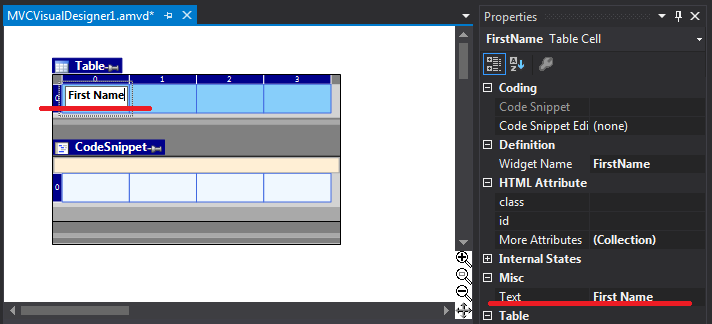 MVCVisualDesigner1.amvd*
Table
0 1 2 3
0 First Name
CodeSnippet
0
Properties
FirstName Table Cell
Coding
Code Snippet
Code Snippet Edi (none)
Definition
Widget Name FirstName
HTML Attribute
class
id
More Attributes (Collection)
Internal States
Misc
Text First Name
Table